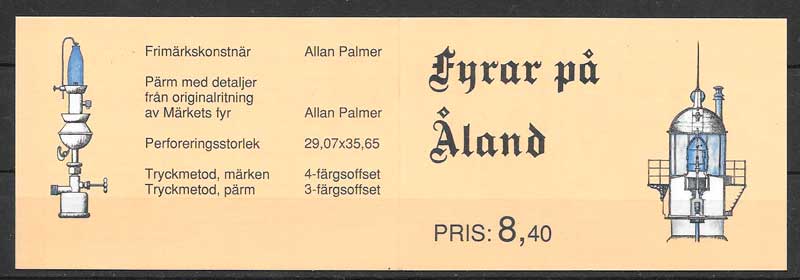 Frimärkskonstnär Allan Palmer
Pärm med detaljer
från originalritning
av Märkets fyr Allan Palmer
Perforeringsstorlek 29,07x35,65
Tryckmetod, märken 4-färgsoffset
Tryckmetod, pärm 3-färgsoffset
Fyrar på
Åland
PRIS: 8,40